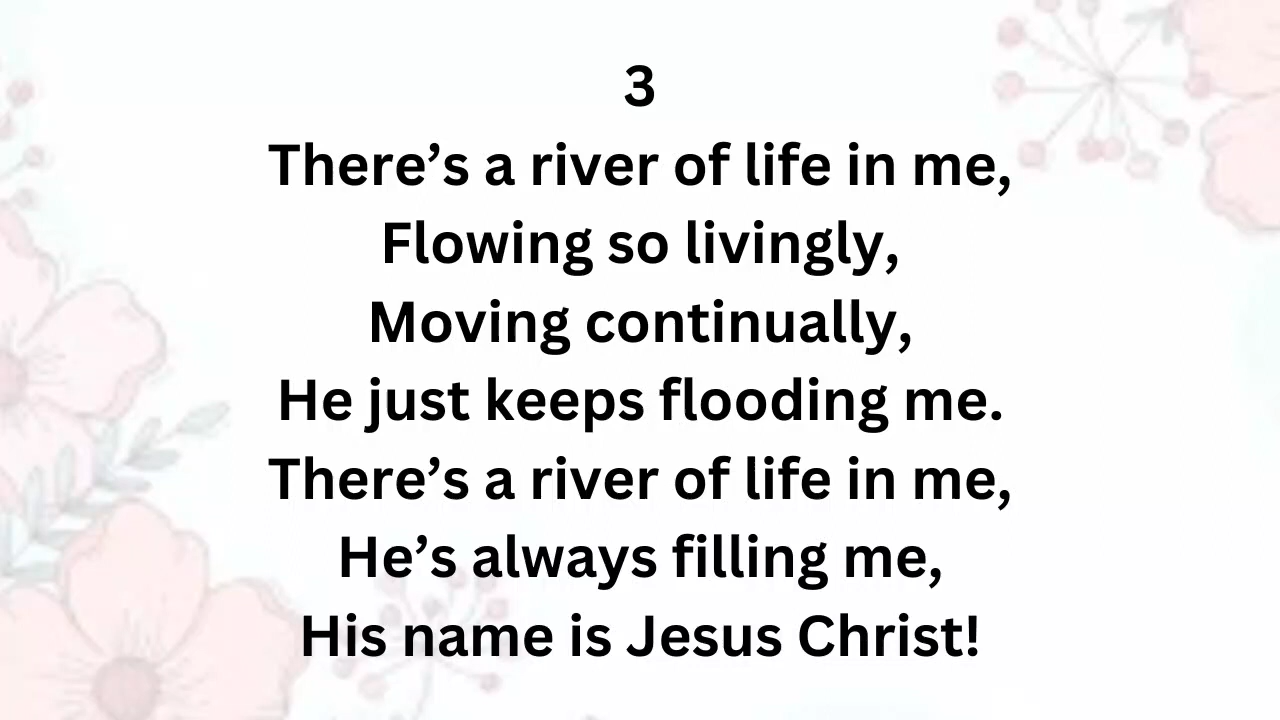 3
There’s a river of life in me,
Flowing so livingly,
Moving continually,
He just keeps flooding me.
There’s a river of life in me,
He’s always filling me,
His name is Jesus Christ!